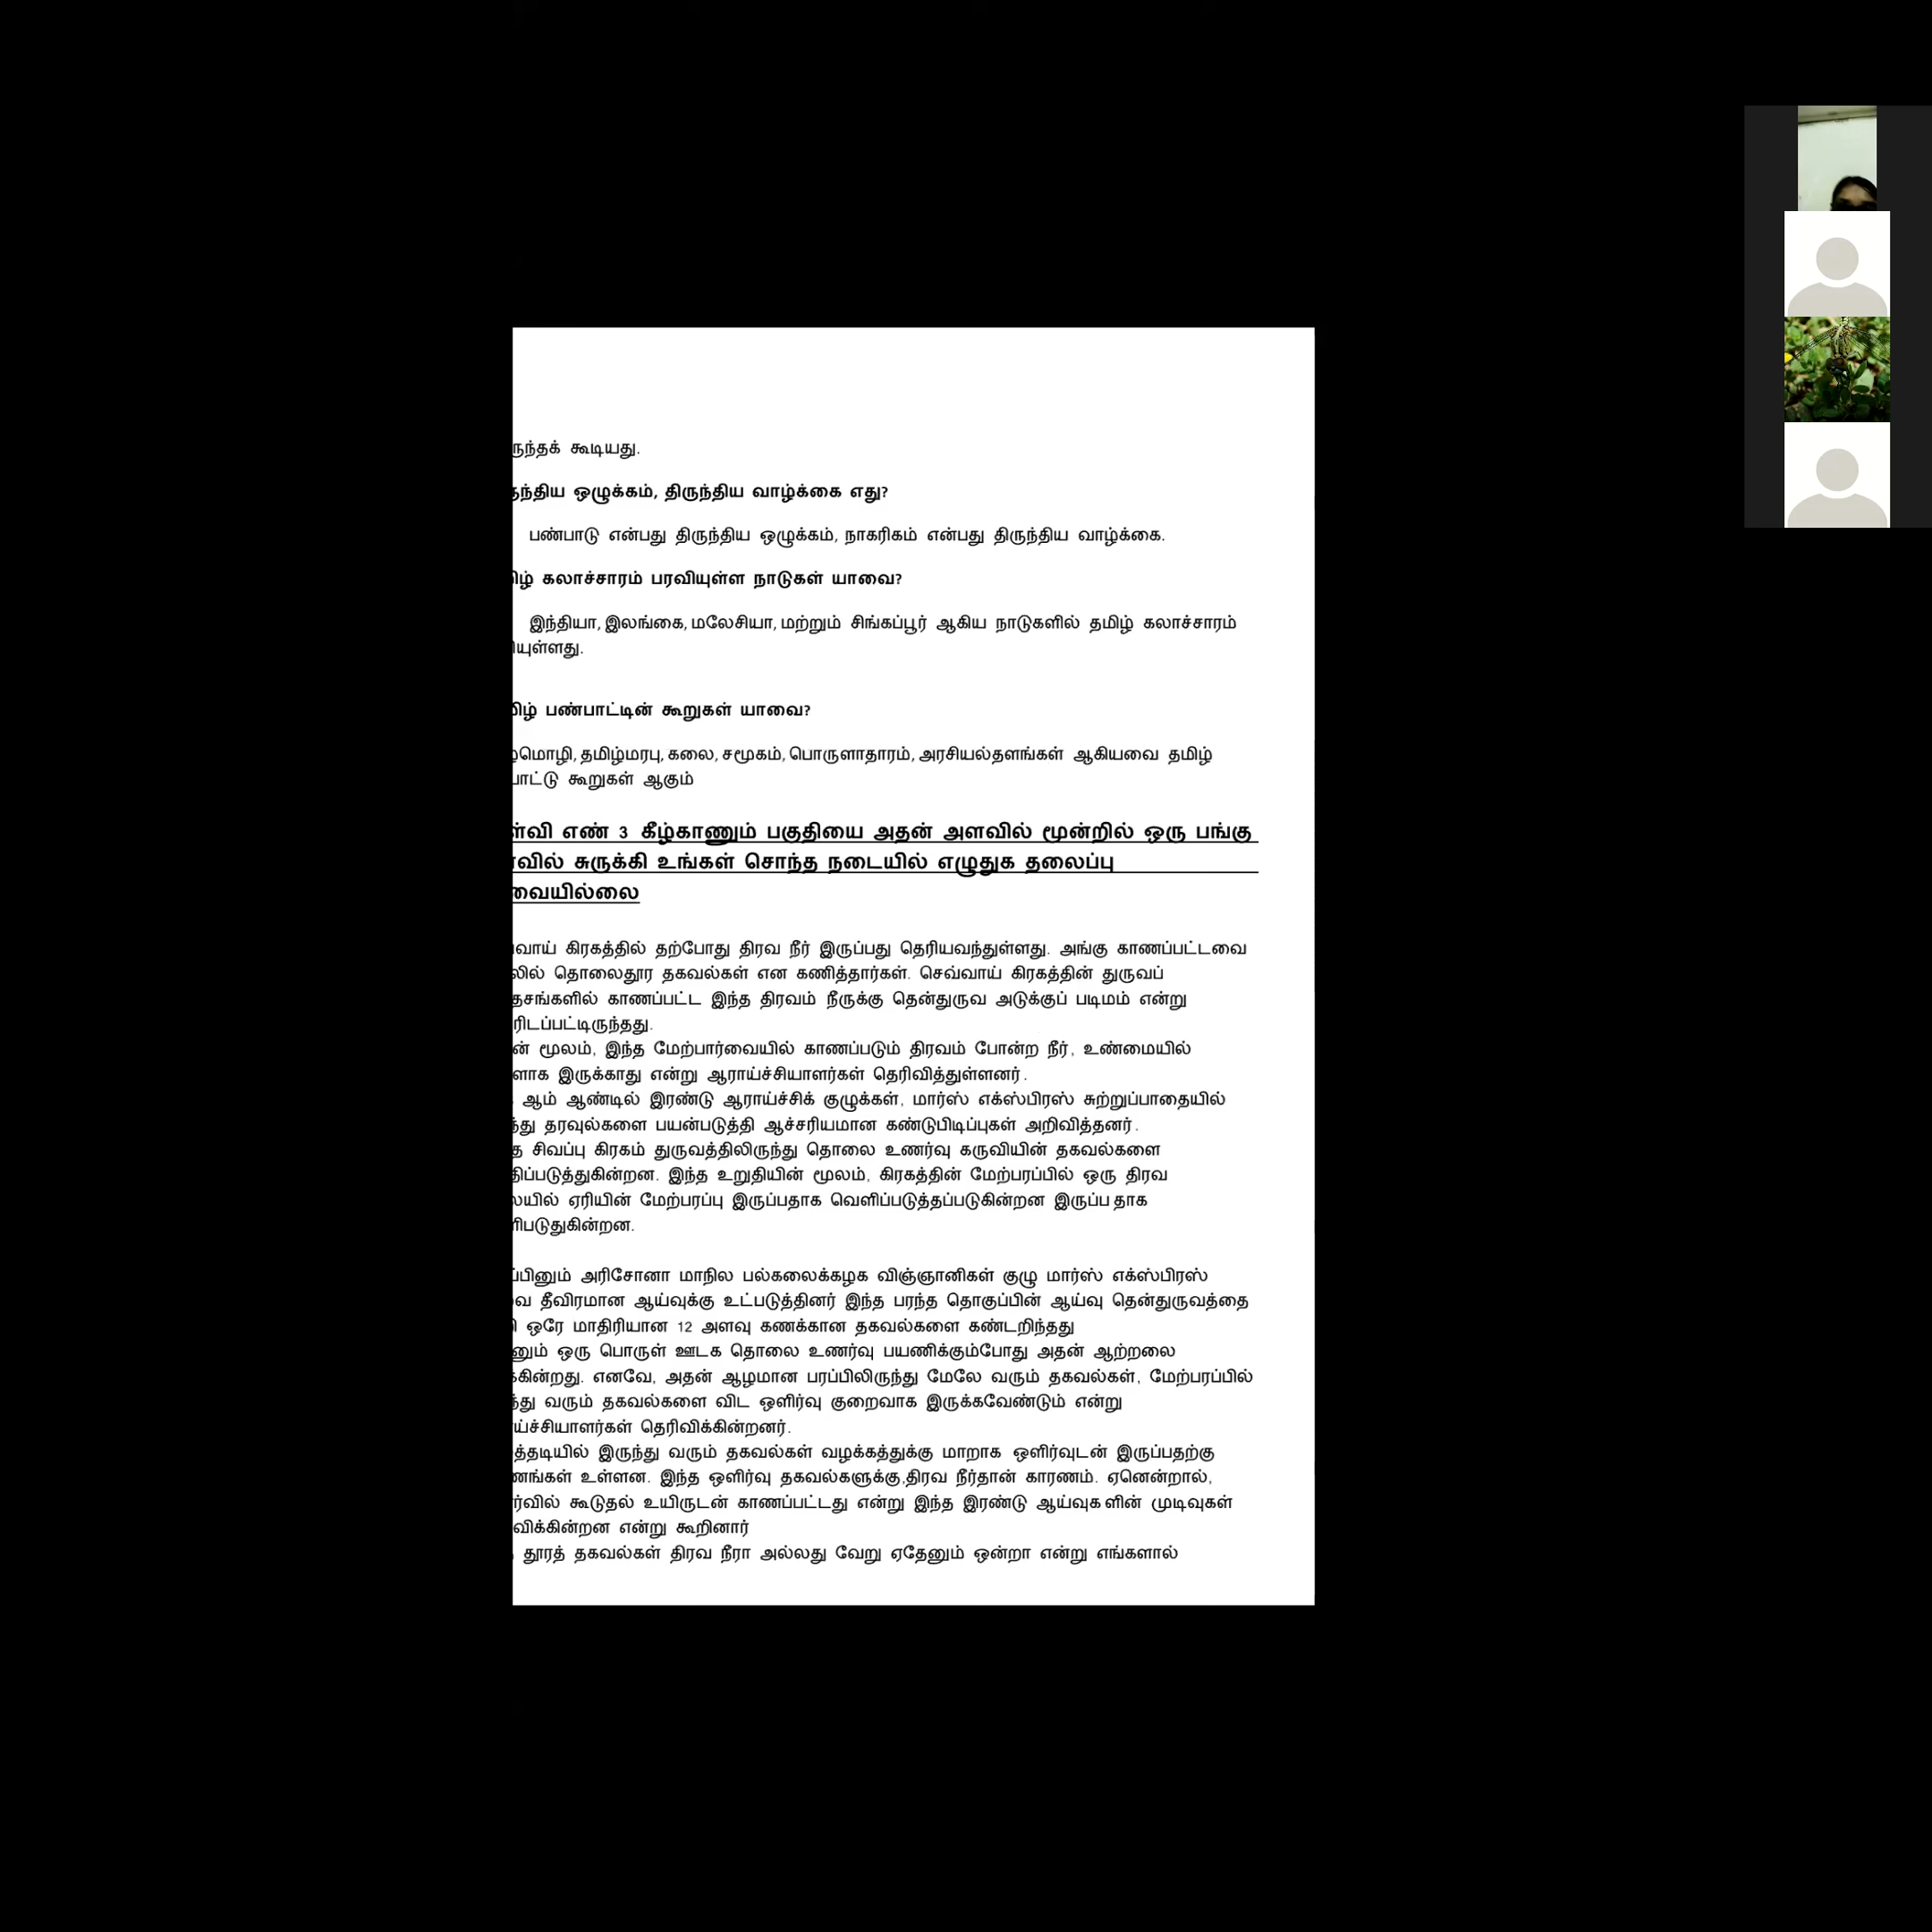 கூடியது.
ஒழுக்கம், திருந்திய வாழ்க்கை எது?
பண்பாடு என்பது திருந்திய ஒழுக்கம், நாகரிகம் என்பது திருந்திய வாழ்க்கை.
கலாச்சாரம் பரவியுள்ள நாடுகள் யாவை?
இந்தியா, இலங்கை, மலேசியா, மற்றும் சிங்கப்பூர் ஆகிய நாடுகளில் தமிழ் கலாச்சாரம்
யுள்ளது.
பண்பாட்டின் கூறுகள் யாவை?
மொழி, தமிழ்மரபு, கலை, சமூகம், பொருளாதாரம், அரசியல்தளங்கள் ஆகியவை தமிழ்
பாட்டு கூறுகள் ஆகும்
எண் 3 கீழ்காணும் பகுதியை அதன் அளவில் மூன்றில் ஒரு பங்கு
வில் சுருக்கி உங்கள் சொந்த நடையில் எழுதுக தலைப்பு
வையில்லை
வாய் கிரகத்தில் தற்போது திரவ நீர் இருப்பது தெரியவந்துள்ளது. அங்கு காணப்பட்டவை
லில் தொலைதூர தகவல்கள் என கணித்தார்கள். செவ்வாய் கிரகத்தின் துருவப்
தசங்களில் காணப்பட்ட இந்த திரவம் நீருக்கு தென்துருவ அடுக்குப் படிமம் என்று
ரிடப்பட்டிருந்தது.
ன் மூலம், இந்த மேற்பார்வையில் காணப்படும் திரவம் போன்ற நீர், உண்மையில்
ளாக இருக்காது என்று ஆராய்ச்சியாளர்கள் தெரிவித்துள்ளனர்.
ஆம் ஆண்டில் இரண்டு ஆராய்ச்சிக் குழுக்கள், மார்ஸ் எக்ஸ்பிரஸ் சுற்றுப்பாதையில்
ந்து தரவுல்களை பயன்படுத்தி ஆச்சரியமான கண்டுபிடிப்புகள் அறிவித்தனர்.
த சிவப்பு கிரகம் துருவத்திலிருந்து தொலை உணர்வு கருவியின் தகவல்களை
திப்படுத்துகின்றன. இந்த உறுதியின் மூலம், கிரகத்தின் மேற்பரப்பில் ஒரு திரவ
லயில் ஏரியின் மேற்பரப்பு இருப்பதாக வெளிப்படுத்தப்படுகின்றன இருப்ப தாக
ளிபடுதுகின்றன.
ப்பினும் அரிசோனா மாநில பல்கலைக்கழக விஞ்ஞானிகள் குழு மார்ஸ் எக்ஸ்பிரஸ்
வை தீவிரமான ஆய்வுக்கு உட்படுத்தினர் இந்த பரந்த தொகுப்பின் ஆய்வு தென்துருவத்தை
ஒரே மாதிரியான 12 அளவு கணக்கான தகவல்களை கண்டறிந்தது
னும் ஒரு பொருள் ஊடக தொலை உணர்வு பயணிக்கும்போது அதன் ஆற்றலை
க்கின்றது. எனவே, அதன் ஆழமான பரப்பிலிருந்து மேலே வரும் தகவல்கள், மேற்பரப்பில்
ந்து வரும் தகவல்களை விட ஒளிர்வு குறைவாக இருக்கவேண்டும் என்று
ய்ச்சியாளர்கள் தெரிவிக்கின்றனர்.
த்தடியில் இருந்து வரும் தகவல்கள் வழக்கத்துக்கு மாறாக ஒளிர்வுடன் இருப்பதற்கு
ணங்கள் உள்ளன. இந்த ஒளிர்வு தகவல்களுக்கு,திரவ நீர்தான் காரணம். ஏனென்றால்,
ர்வில் கூடுதல் உயிருடன் காணப்பட்டது என்று இந்த இரண்டு ஆய்வுக ளின் முடிவுகள்
விக்கின்றன என்று கூறினார்
தூரத் தகவல்கள் திரவ நீரா அல்லது வேறு ஏதேனும் ஒன்றா என்று எங்களால்